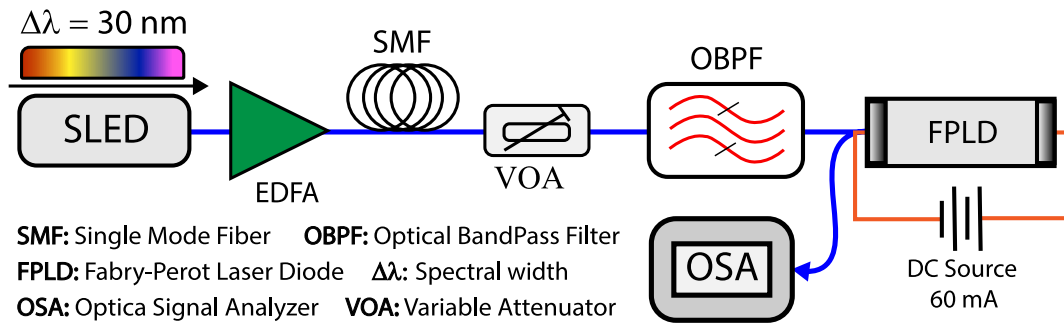 Δλ = 30 nm
SLED
EDFA
SMF
VOA
OBPF
FPLD
OSA
DC Source
60 mA
SMF: Single Mode Fiber OBPF: Optical BandPass Filter
FPLD: Fabry-Perot Laser Diode Δλ: Spectral width
OSA: Optica Signal Analyzer VOA: Variable Attenuator